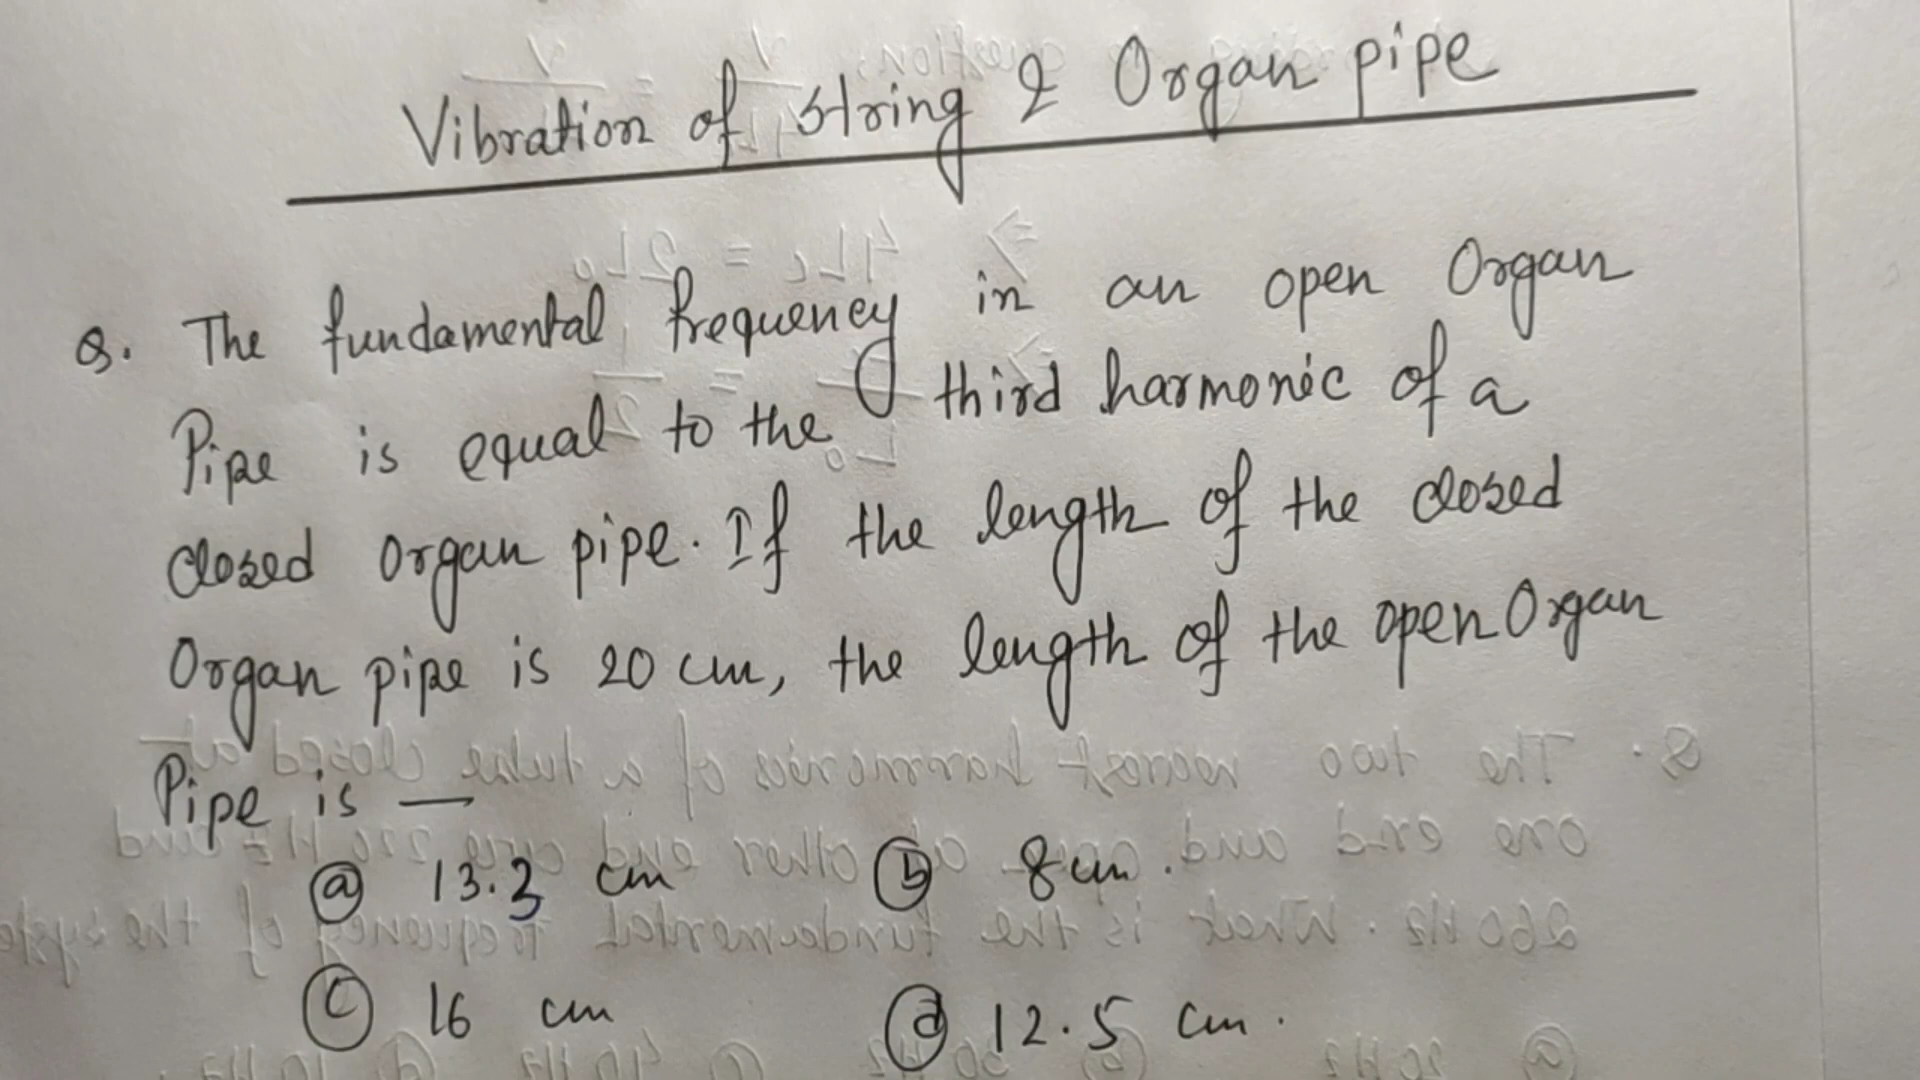 Vibration of String & Organ pipe
Q. The fundamental frequency in an open Organ
Pipe is equal to the third harmonic of a
closed organ pipe. If the length of the closed
Organ pipe is 20 cm, the length of the open Organ
Pipe is —
(a) 13.3 cm (b) 8 cm.
(c) 16 cm (d) 12.5 cm.